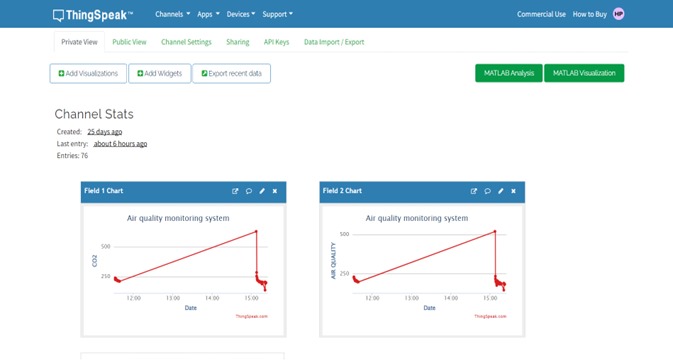 ThingSpeak™ Channels Apps Devices Support Commercial Use How to Buy HP
Private View Public View Channel Settings Sharing API Keys Data Import / Export
Add Visualizations Add Widgets Export recent data MATLAB Analysis MATLAB Visualization
Channel Stats
Created: 25 days ago
Last entry: about 6 hours ago
Entries: 76
Field 1 Chart
Air quality monitoring system
CO2
500
250
12:00 13:00 14:00 15:00
Date
ThingSpeak.com
Field 2 Chart
Air quality monitoring system
AIR QUALITY
500
250
12:00 13:00 14:00 15:00
Date
ThingSpeak.com